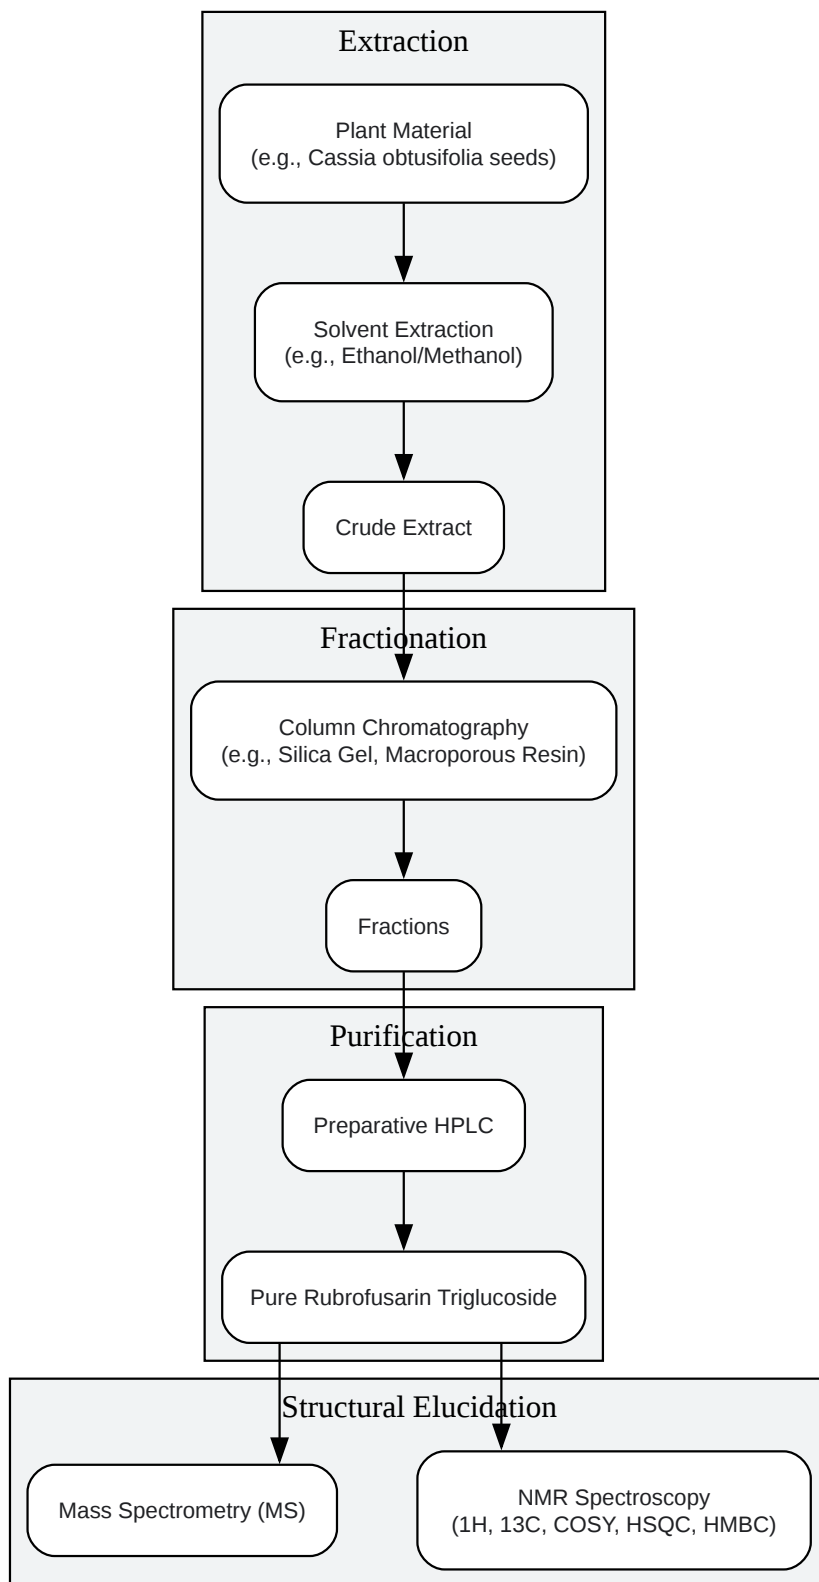 Extraction
Plant Material
(e.g., Cassia obtusifolia seeds)
Solvent Extraction
(e.g., Ethanol/Methanol)
Crude Extract
Fractionation
Column Chromatography
(e.g., Silica Gel, Macroporous Resin)
Fractions
Purification
Preparative HPLC
Pure Rubrofusarin Triglucoside
Structural Elucidation
Mass Spectrometry (MS)
NMR Spectroscopy
(1H, 13C, COSY, HSQC, HMBC)